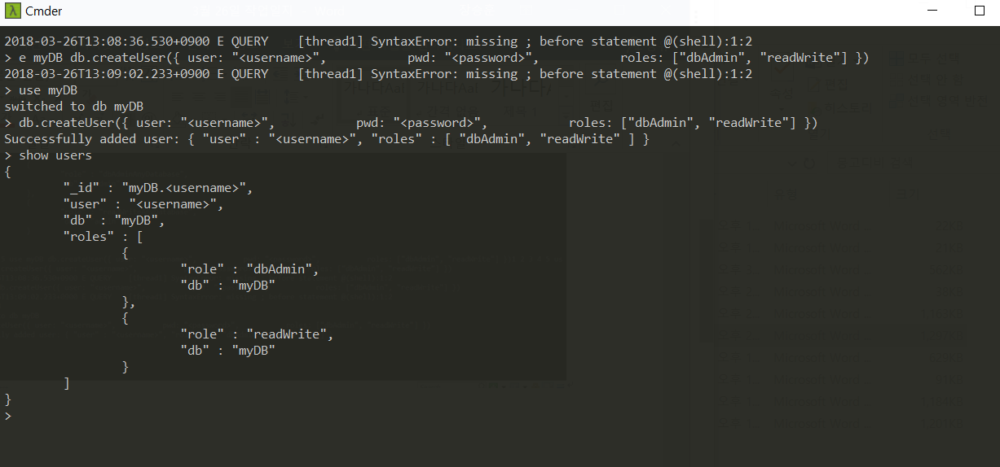 Cmder
2018-03-26T13:08:36.530+0900 E QUERY    [thread1] SyntaxError: missing ; before statement @(shell):1:2
> e myDB db.createUser({ user: "<username>",           pwd: "<password>",           roles: ["dbAdmin", "readWrite"] })
2018-03-26T13:09:02.233+0900 E QUERY    [thread1] SyntaxError: missing ; before statement @(shell):1:2
> use myDB
switched to db myDB
> db.createUser({ user: "<username>",           pwd: "<password>",           roles: ["dbAdmin", "readWrite"] })
Successfully added user: { "user" : "<username>", "roles" : [ "dbAdmin", "readWrite" ] }
> show users
{
        "_id" : "myDB.<username>",
        "user" : "<username>",
        "db" : "myDB",
        "roles" : [
                {
                        "role" : "dbAdmin",
                        "db" : "myDB"
                },
                {
                        "role" : "readWrite",
                        "db" : "myDB"
                }
        ]
}
>